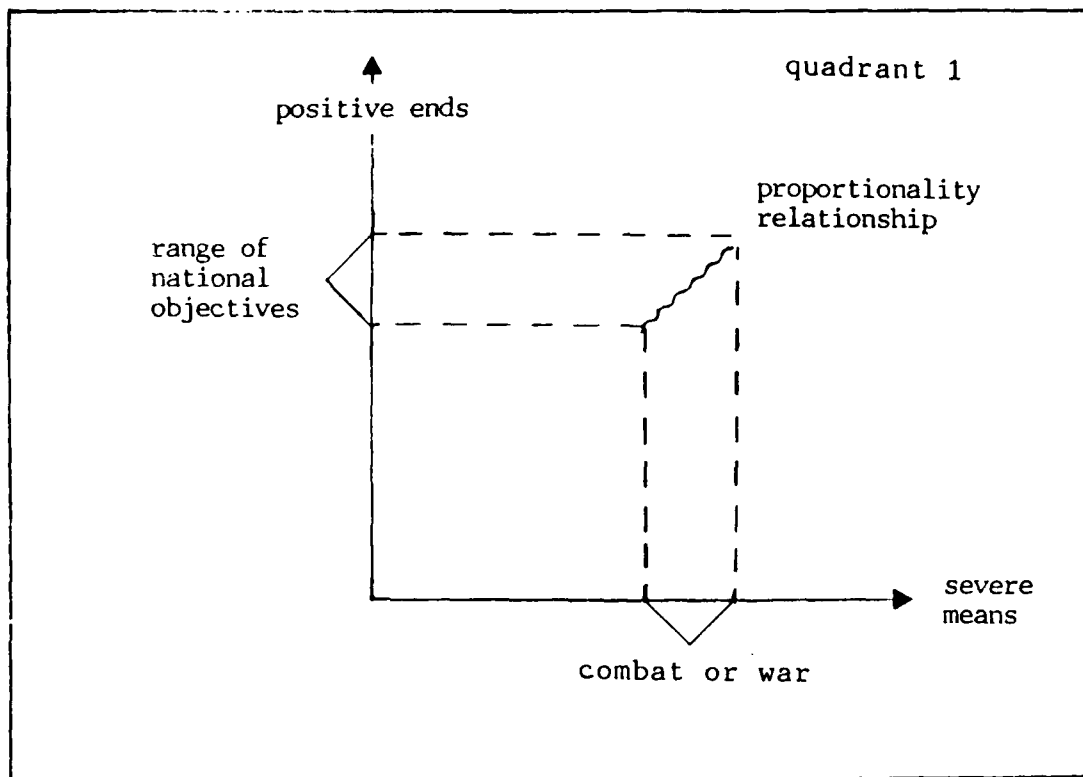 quadrant 1
positive ends
proportionality
relationship
range of
national
objectives
severe
means
combat or war